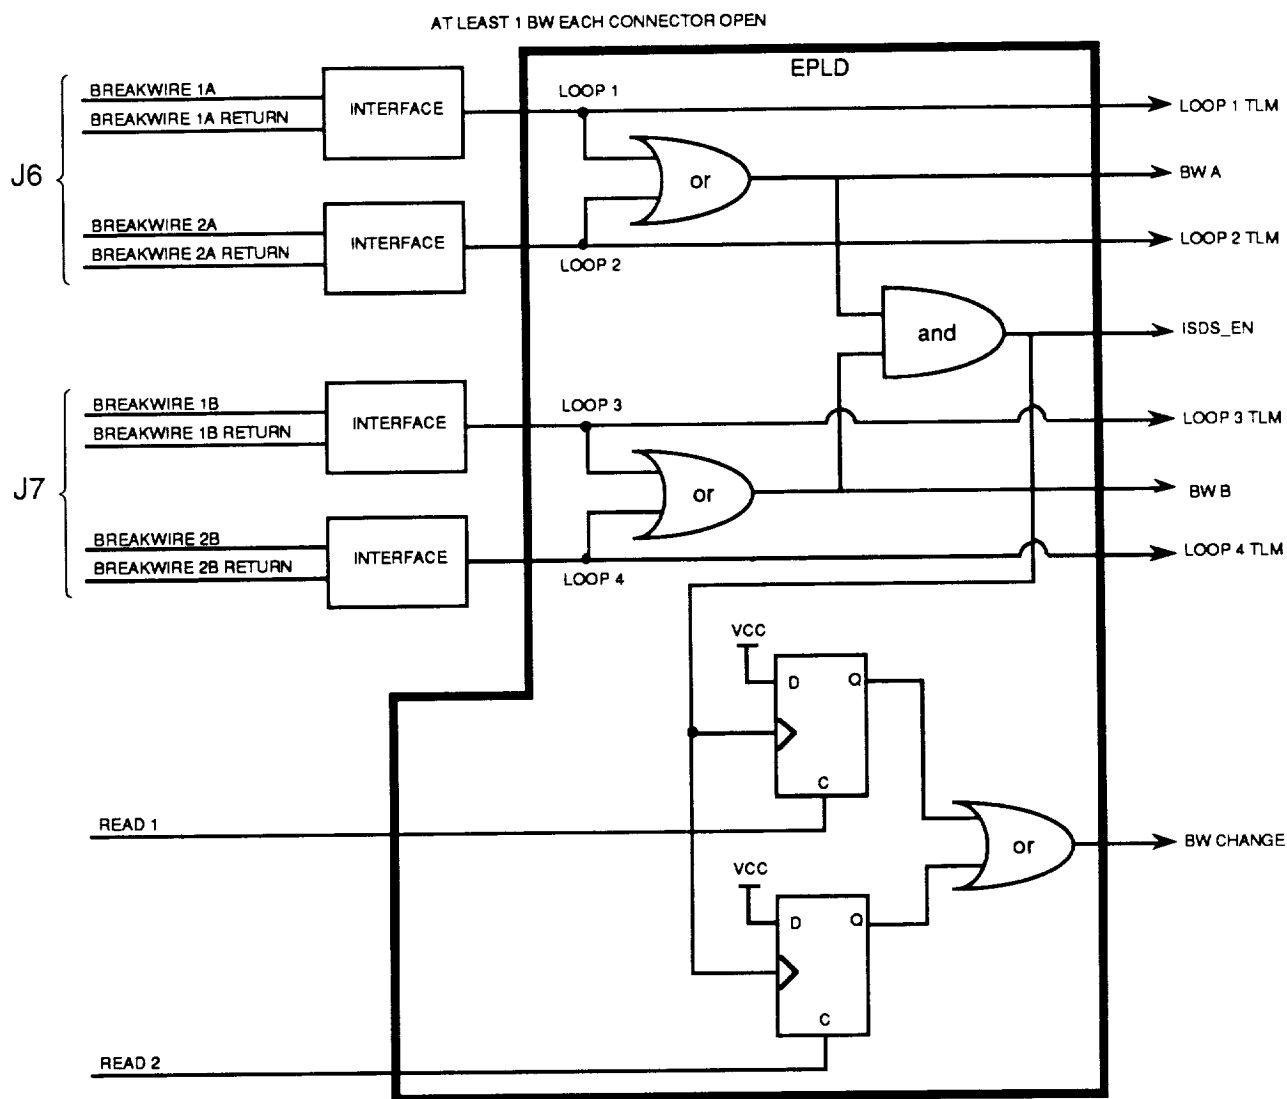 AT LEAST 1 BW EACH CONNECTOR OPEN
EPLD
BREAKWIRE 1A
BREAKWIRE 1A RETURN
INTERFACE
LOOP 1
LOOP 1 TLM
J6
or
BW A
BREAKWIRE 2A
BREAKWIRE 2A RETURN
INTERFACE
LOOP 2
LOOP 2 TLM
and
ISDS_EN
BREAKWIRE 1B
BREAKWIRE 1B RETURN
INTERFACE
LOOP 3
LOOP 3 TLM
J7
or
BW B
BREAKWIRE 2B
BREAKWIRE 2B RETURN
INTERFACE
LOOP 4
LOOP 4 TLM
VCC
D Q
C
READ 1
or
BW CHANGE
VCC
D Q
C
READ 2